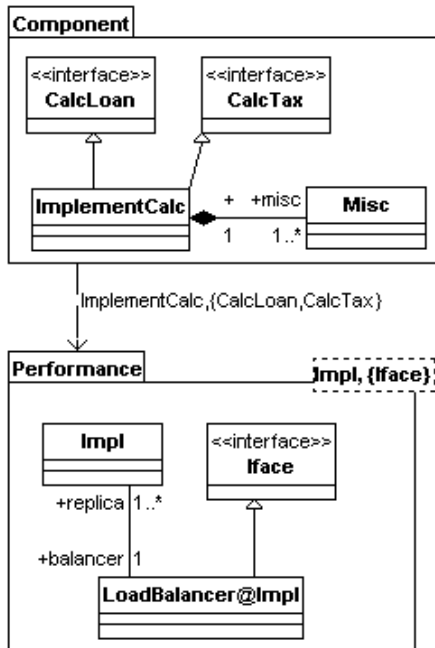 Component
<<interface>> <<interface>>
CalcLoan CalcTax
ImplementCalc + +misc Misc
1 1..*
ImplementCalc,{CalcLoan,CalcTax}
Performance Impl, {Iface}
Impl <<interface>>
Iface
+replica 1..*
+balancer 1
LoadBalancer@Impl